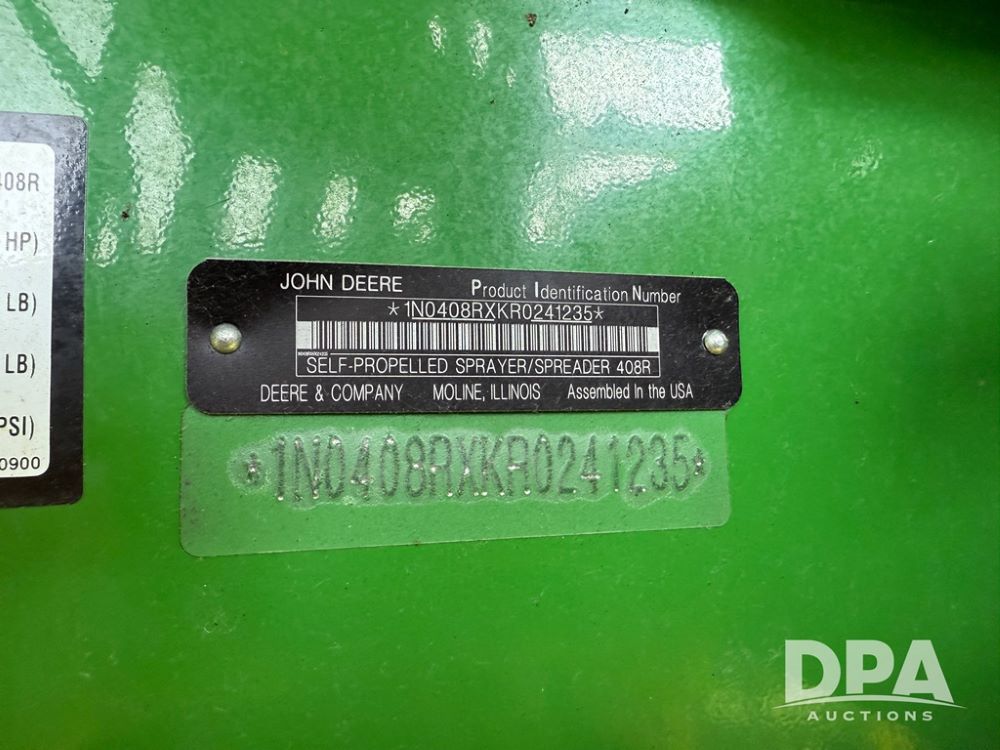 408R
HP)
LB)
LB)
PSI)
0900
JOHN DEERE Product Identification Number
*1N0408RXKR0241235*
SELF-PROPELLED SPRAYER/SPREADER 408R
DEERE & COMPANY MOLINE, ILLINOIS Assembled In the USA
*1N0408RXKR0241235*
DPA
AUCTIONS